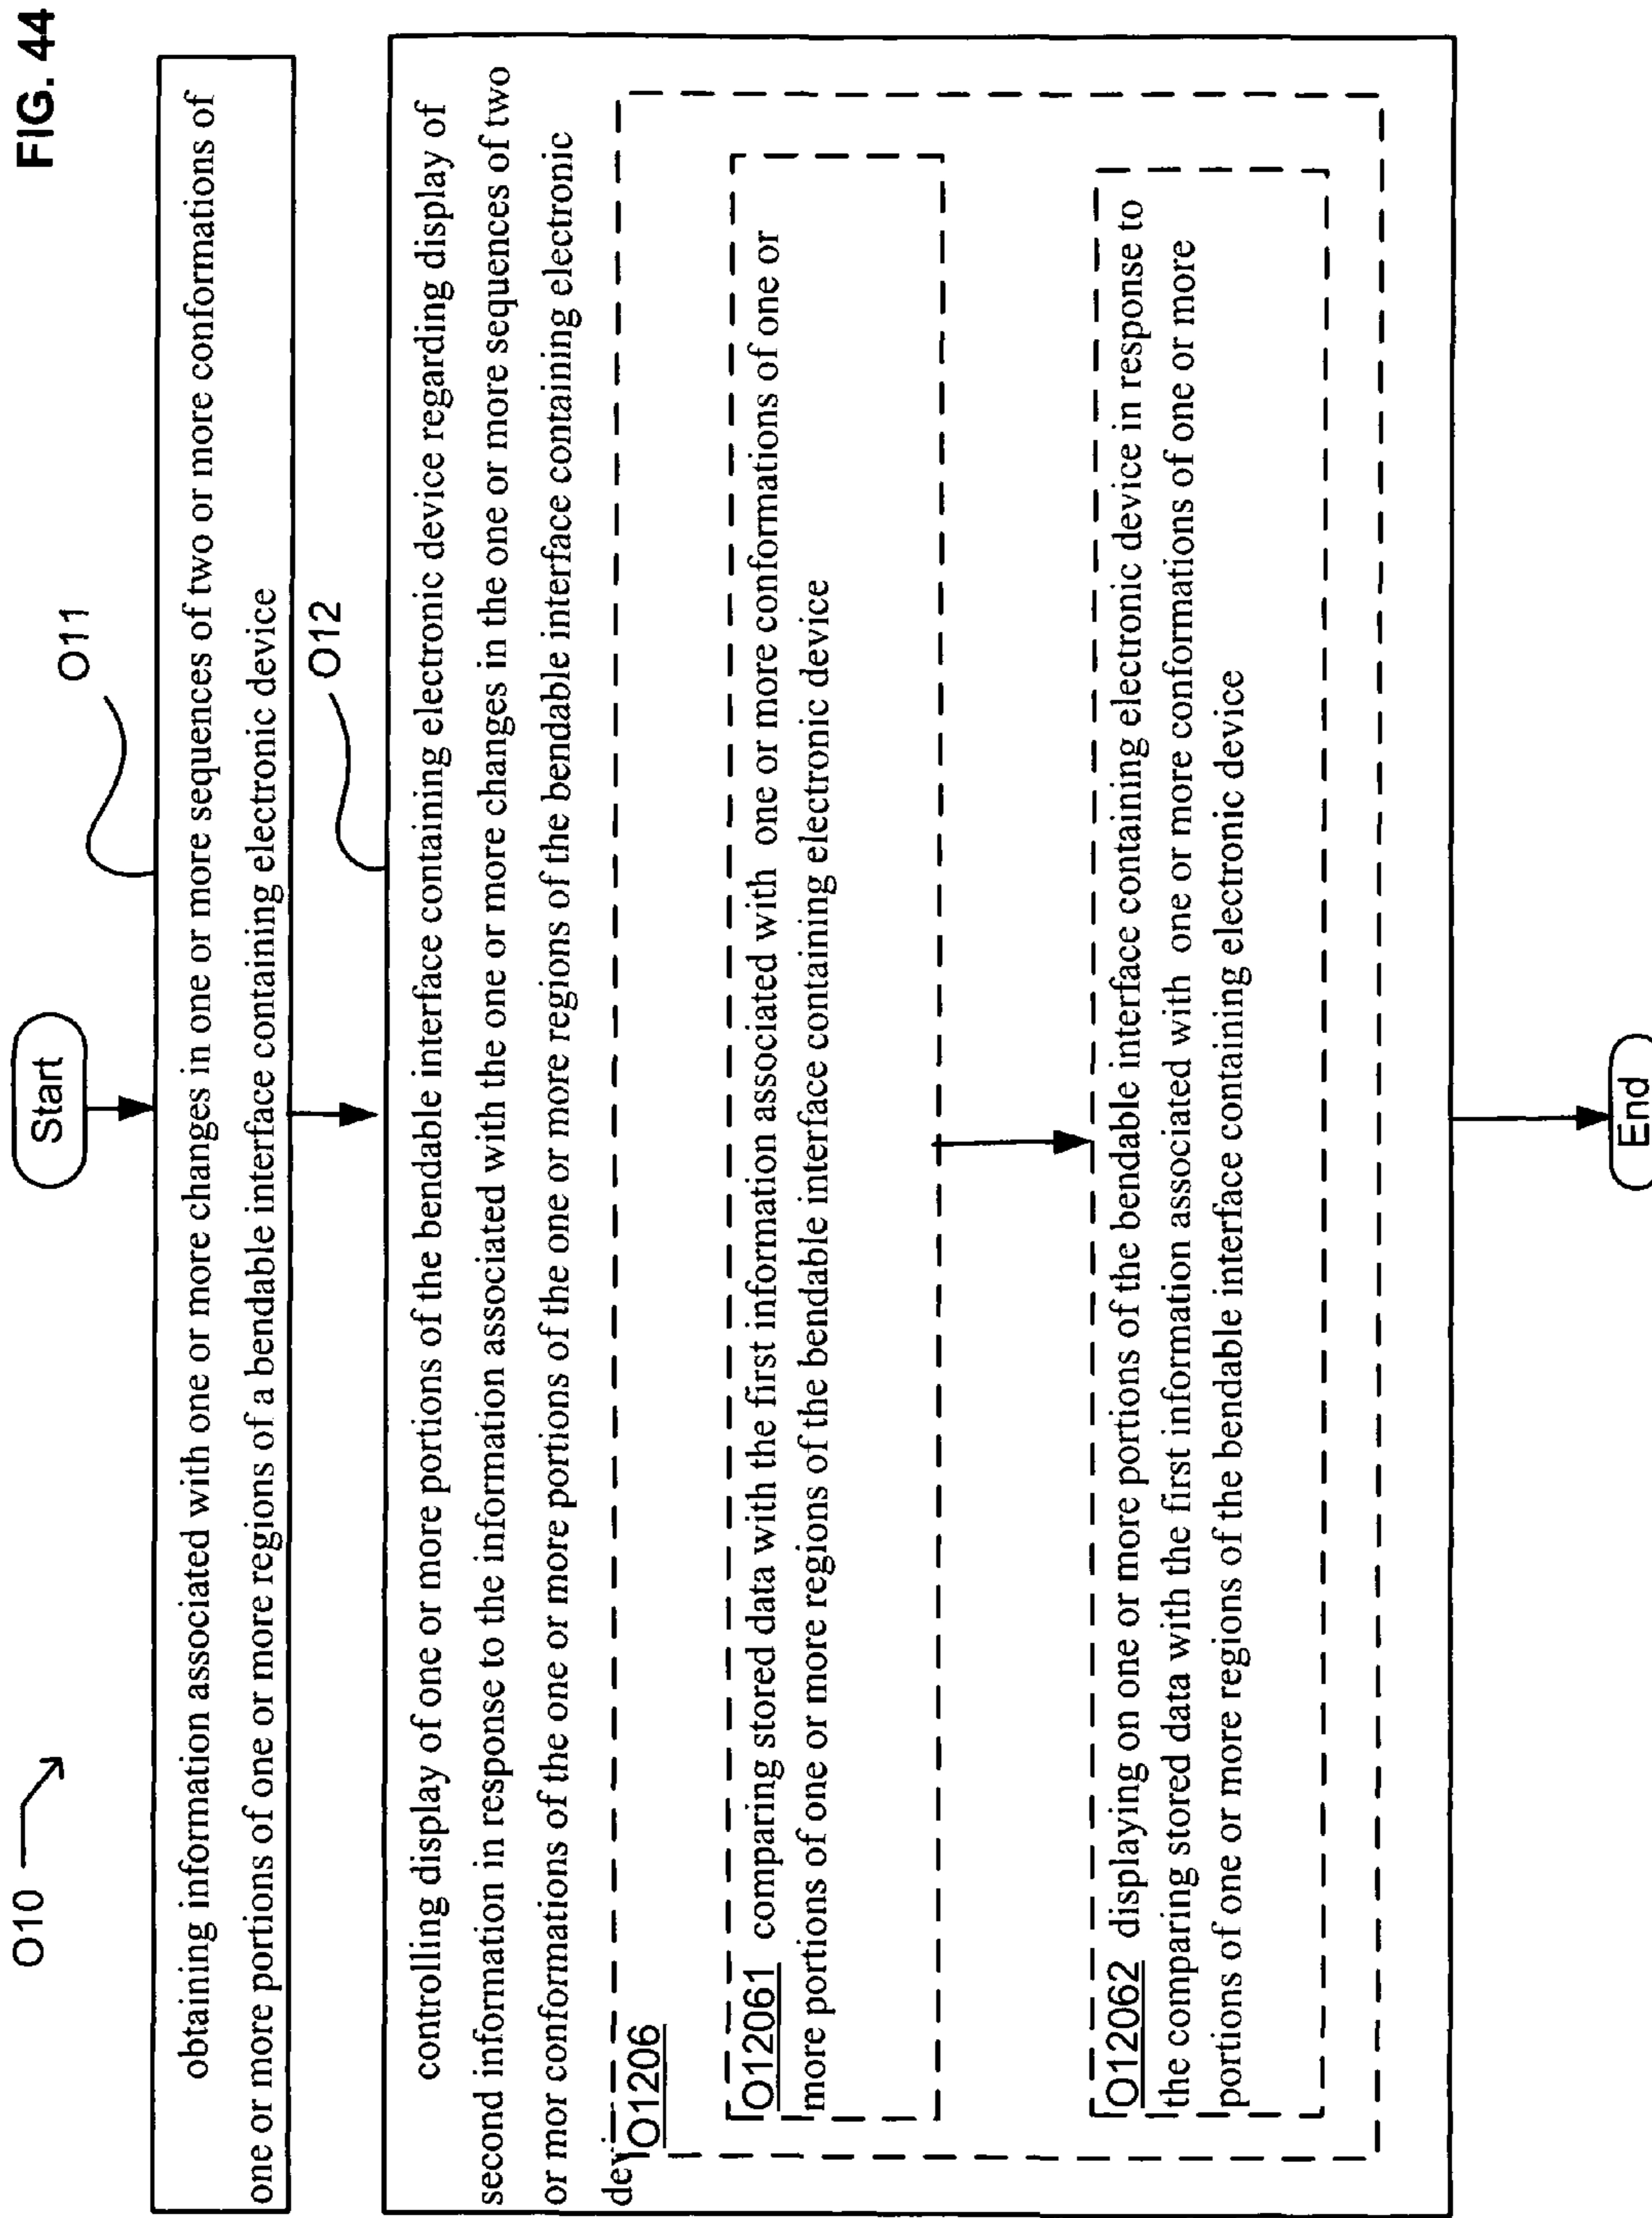 FIG. 44
O10
Start
O11
obtaining information associated with one or more changes in one or more sequences of two or more conformations of
one or more portions of one or more regions of a bendable interface containing electronic device
O12
controlling display of one or more portions of the bendable interface containing electronic device regarding display of
second information in response to the information associated with the one or more changes in the one or more sequences of two
or mor conformations of the one or more portions of the one or more regions of the bendable interface containing electronic
O1206
O12061 comparing stored data with the first information associated with one or more conformations of one or
more portions of one or more regions of the bendable interface containing electronic device
O12062 displaying on one or more portions of the bendable interface containing electronic device in response to
the comparing stored data with the first information associated with one or more conformations of one or more
portions of one or more regions of the bendable interface containing electronic device
End